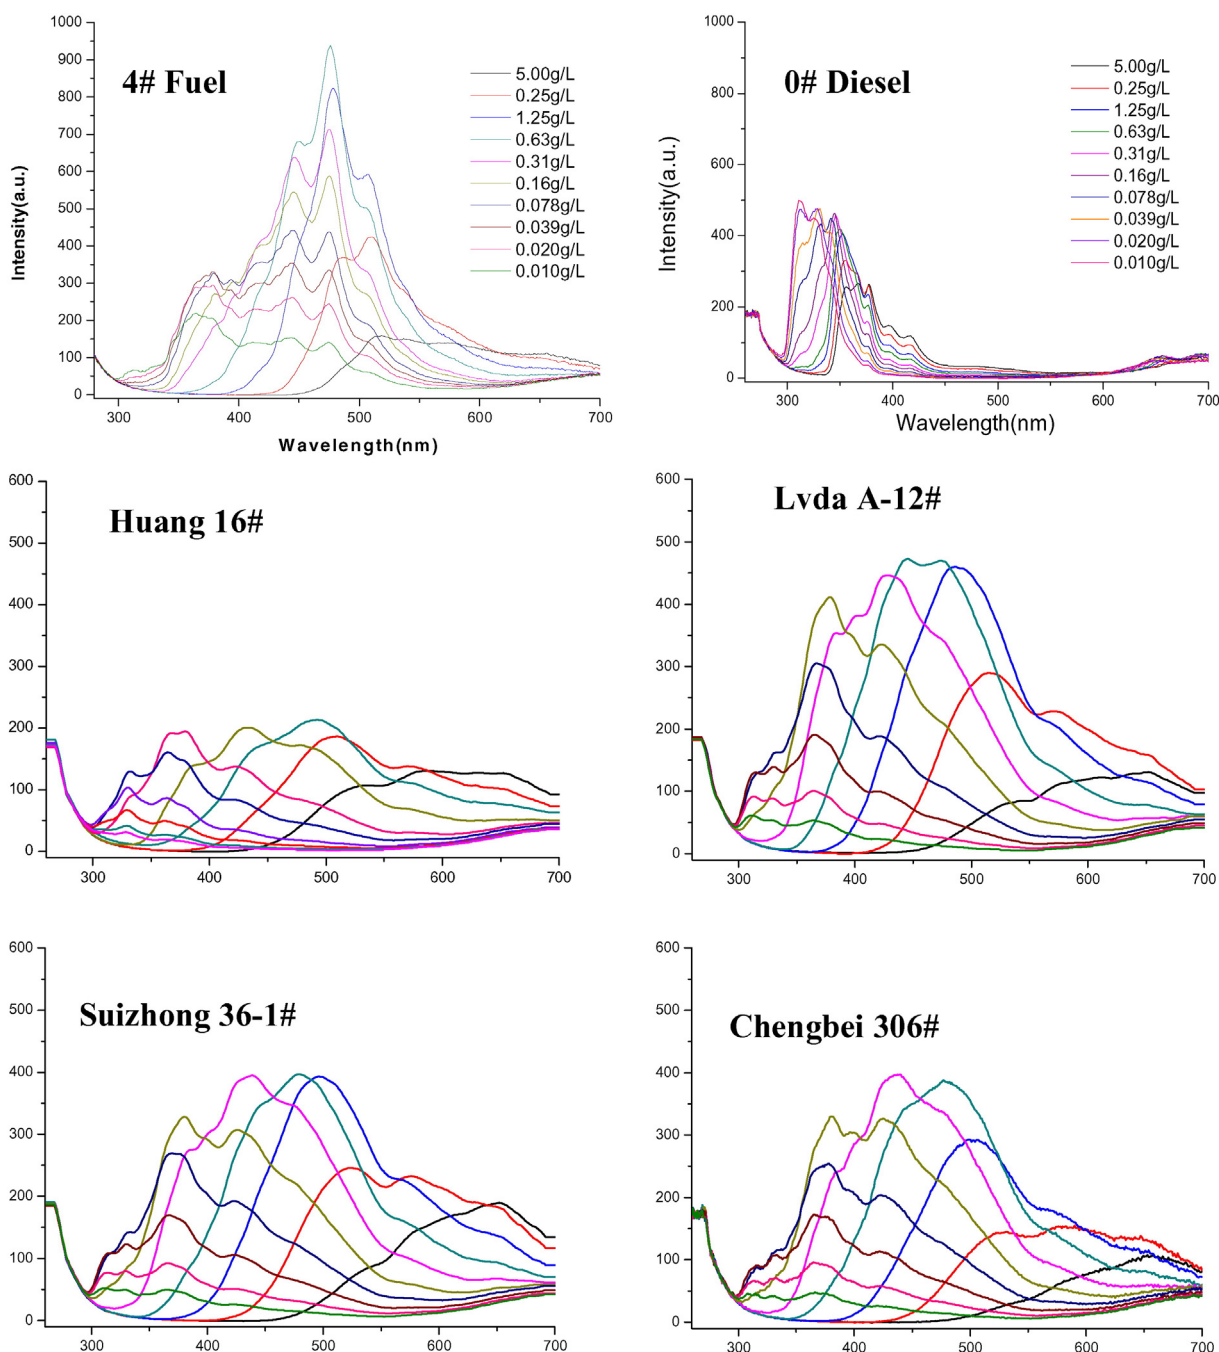 4# Fuel
1000
900
800
700
600
500
400
300
200
100
0
Intensity(a.u.)
5.00g/L
0.25g/L
1.25g/L
0.63g/L
0.31g/L
0.16g/L
0.078g/L
0.039g/L
0.020g/L
0.010g/L
300 400 500 600 700
Wavelength(nm)
0# Diesel
1000
800
600
400
200
0
Intensity(a.u.)
5.00g/L
0.25g/L
1.25g/L
0.63g/L
0.31g/L
0.16g/L
0.078g/L
0.039g/L
0.020g/L
0.010g/L
300 400 500 600 700
Wavelength(nm)
Huang 16#
600
500
400
300
200
100
0
300 400 500 600 700
Lvda A-12#
600
500
400
300
200
100
0
300 400 500 600 700
Suizhong 36-1#
600
500
400
300
200
100
0
300 400 500 600 700
Chengbei 306#
600
500
400
300
200
100
0
300 400 500 600 700